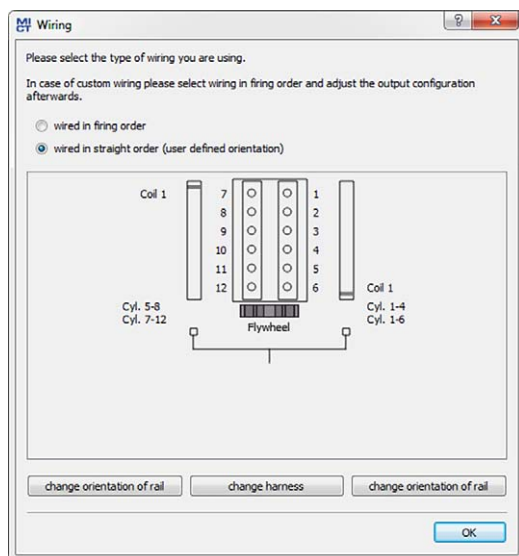 MICT Wiring
?
x
Please select the type of wiring you are using.
In case of custom wiring please select wiring in firing order and adjust the output configuration
afterwards.
wired in firing order
wired in straight order (user defined orientation)
Coil 1 7 1
8 2
9 3
10 4
11 5
12 6 Coil 1
Cyl. 5-8 Cyl. 1-4
Cyl. 7-12 Flywheel Cyl. 1-6
change orientation of rail change harness change orientation of rail
OK